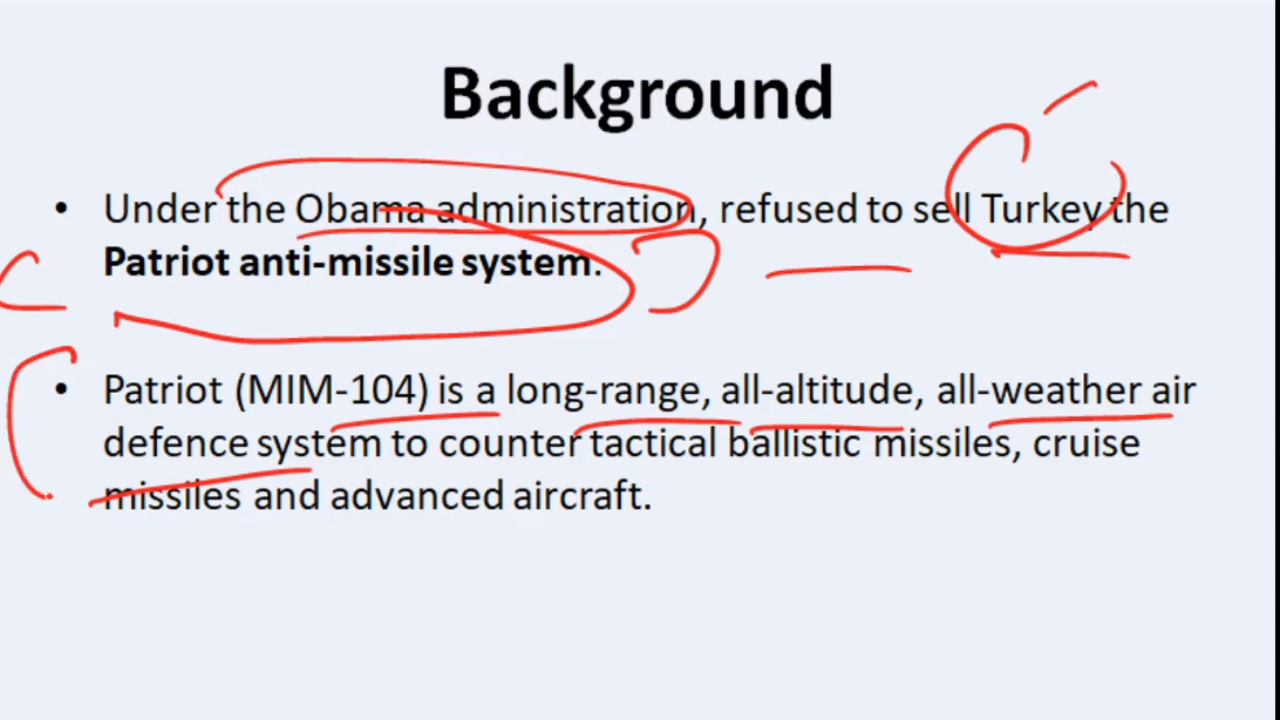 Background
• Under the Obama administration, refused to sell Turkey the
Patriot anti-missile system.
• Patriot (MIM-104) is a long-range, all-altitude, all-weather air
defence system to counter tactical ballistic missiles, cruise
missiles and advanced aircraft.